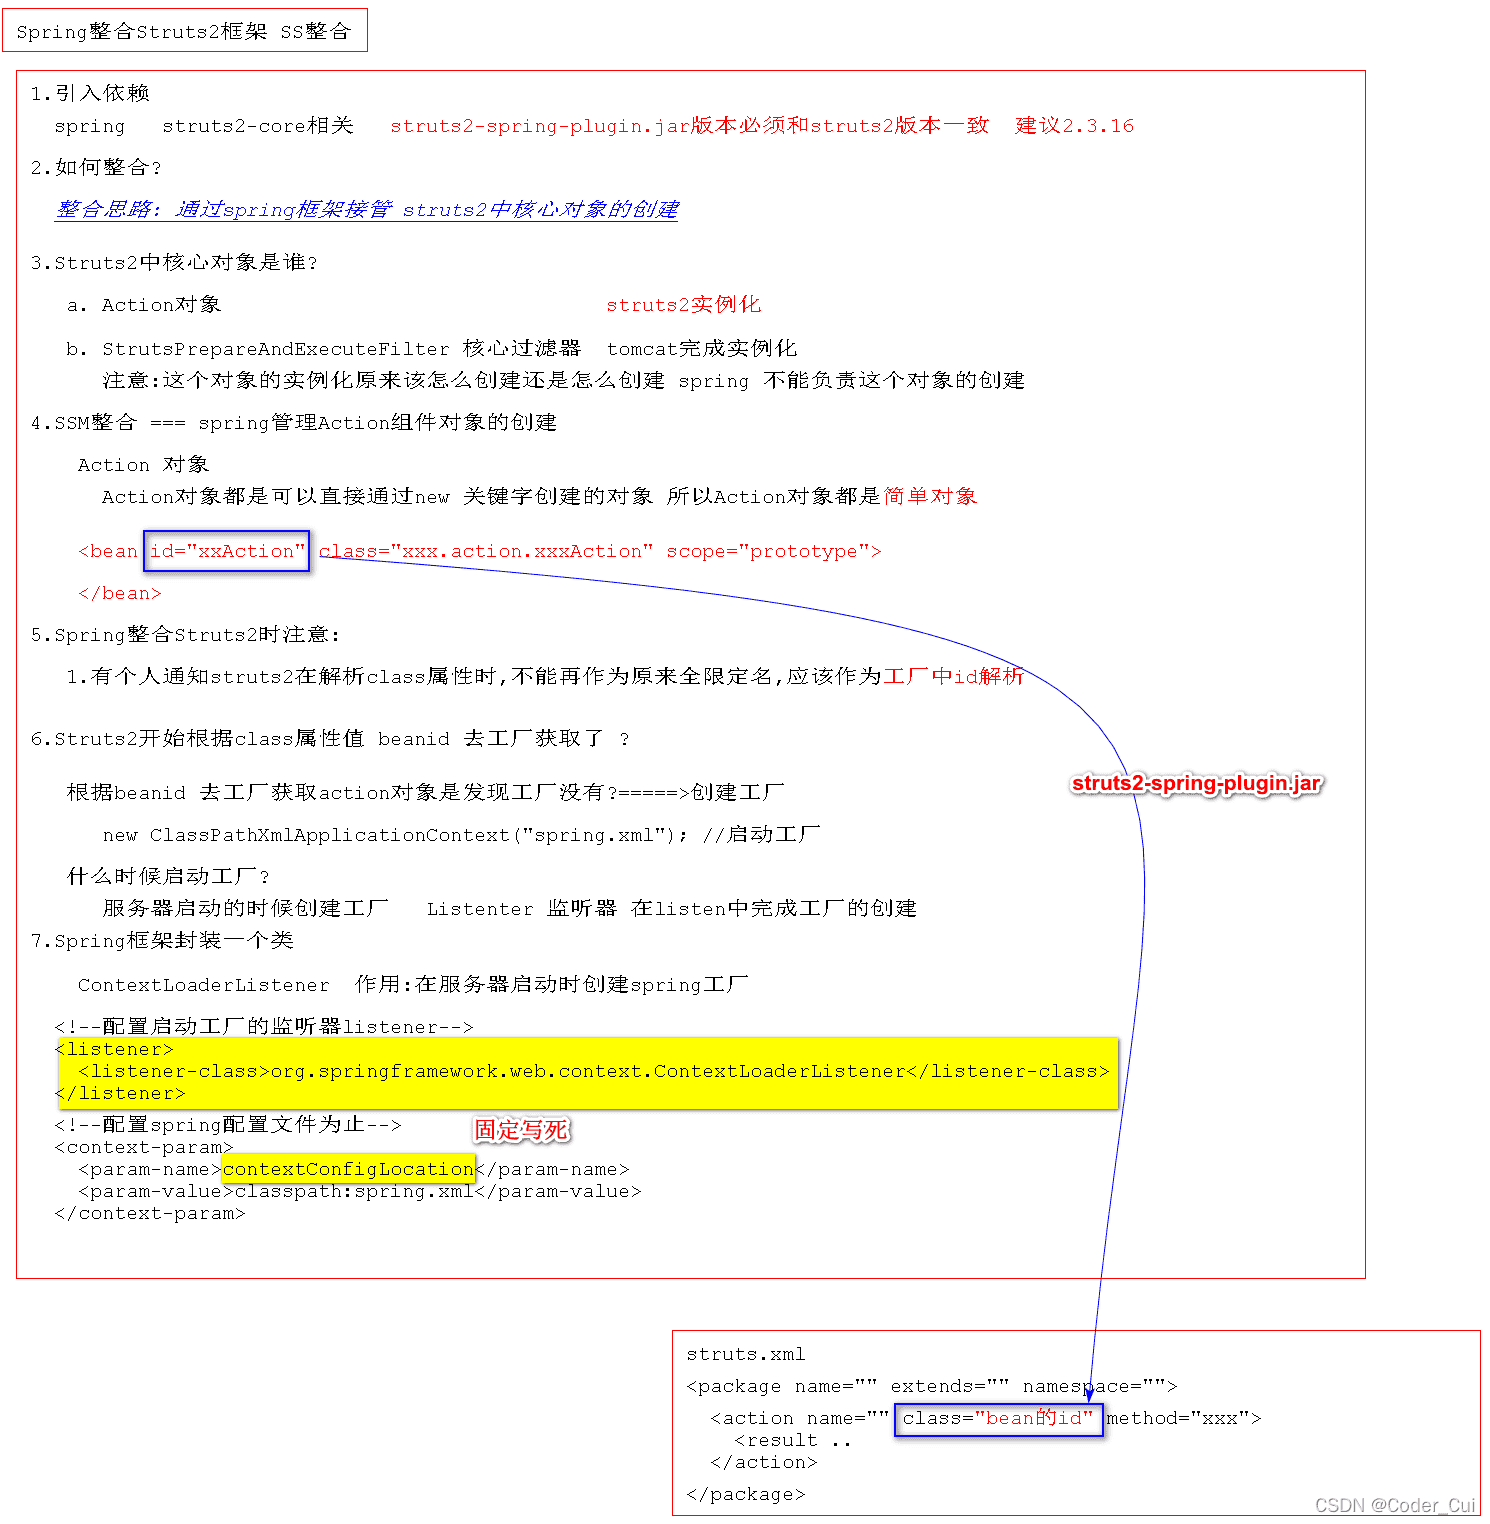 Spring整合Struts2框架 SS整合
1.引入依赖
spring struts2-core相关 struts2-spring-plugin.jar版本必须和struts2版本一致 建议2.3.16
2.如何整合?
整合思路: 通过spring框架接管 struts2中核心对象的创建
3.Struts2中核心对象是谁?
a. Action对象 struts2实例化
b. StrutsPrepareAndExecuteFilter 核心过滤器 tomcat完成实例化
注意:这个对象的实例化原来该怎么创建还是怎么创建 spring 不能负责这个对象的创建
4.SSM整合 === spring管理Action组件对象的创建
Action 对象
Action对象都是可以直接通过new 关键字创建的对象 所以Action对象都是简单对象
<bean id="xxAction" class="xxx.action.xxxAction" scope="prototype">
</bean>
5.Spring整合Struts2时注意:
1.有个人通知struts2在解析class属性时,不能再作为原来全限定名,应该作为工厂中id解析
6.Struts2开始根据class属性值 beanid 去工厂获取了 ?
struts2-spring-plugin.jar
根据beanid 去工厂获取action对象是发现工厂没有?=====>创建工厂
new ClassPathXmlApplicationContext("spring.xml"); //启动工厂
什么时候启动工厂?
服务器启动的时候创建工厂 Listenter 监听器 在listen中完成工厂的创建
7.Spring框架封装一个类
ContextLoaderListener 作用:在服务器启动时创建spring工厂
<!--配置启动工厂的监听器listener-->
<listener>
<listener-class>org.springframework.web.context.ContextLoaderListener</listener-class>
</listener>
<!--配置spring配置文件为止-->
固定写死
<context-param>
<param-name>contextConfigLocation</param-name>
<param-value>classpath:spring.xml</param-value>
</context-param>
struts.xml
<package name="" extends="" namespace="">
<action name="" class="bean的id" method="xxx">
<result ..
</action>
</package>
CSDN @Coder_Cui